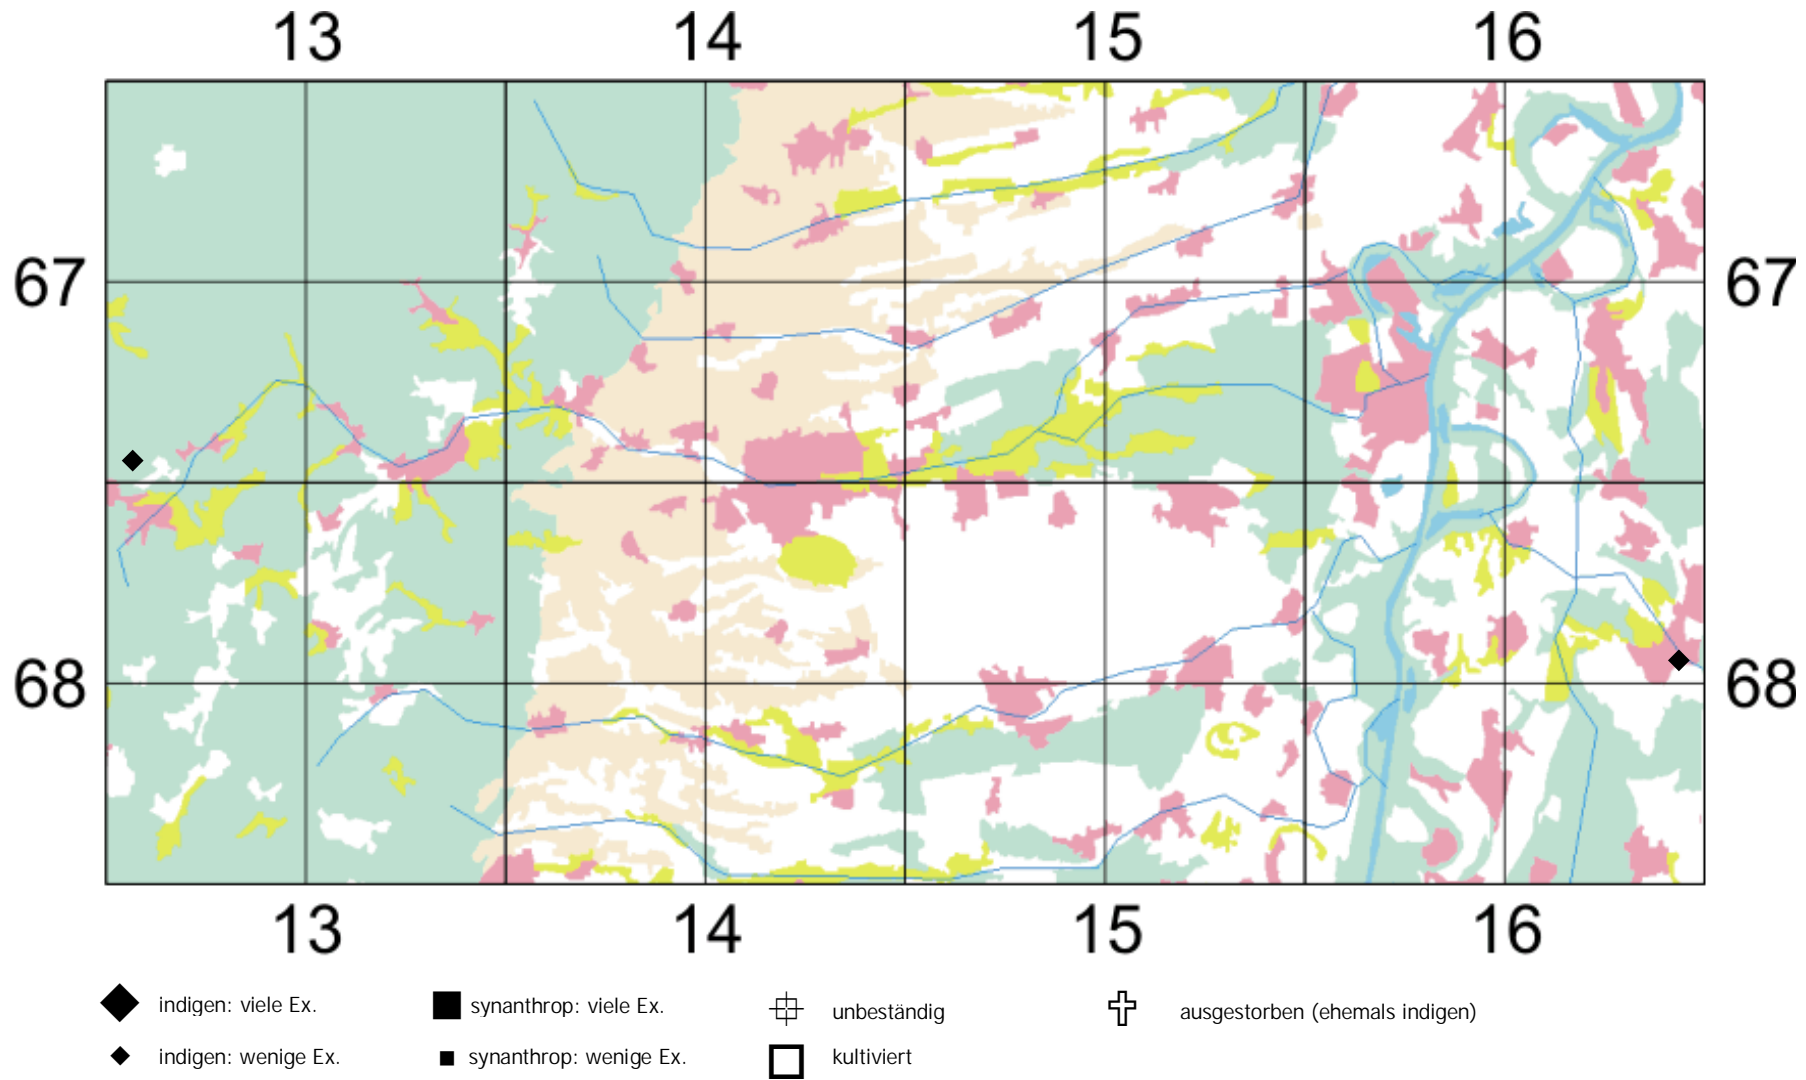 13 14 15 16
67 67
68 68
13 14 15 16
indigen: viele Ex. synanthrop: viele Ex. unbeständig ausgestorben (ehemals indigen)
indigen: wenige Ex. synanthrop: wenige Ex. kultiviert